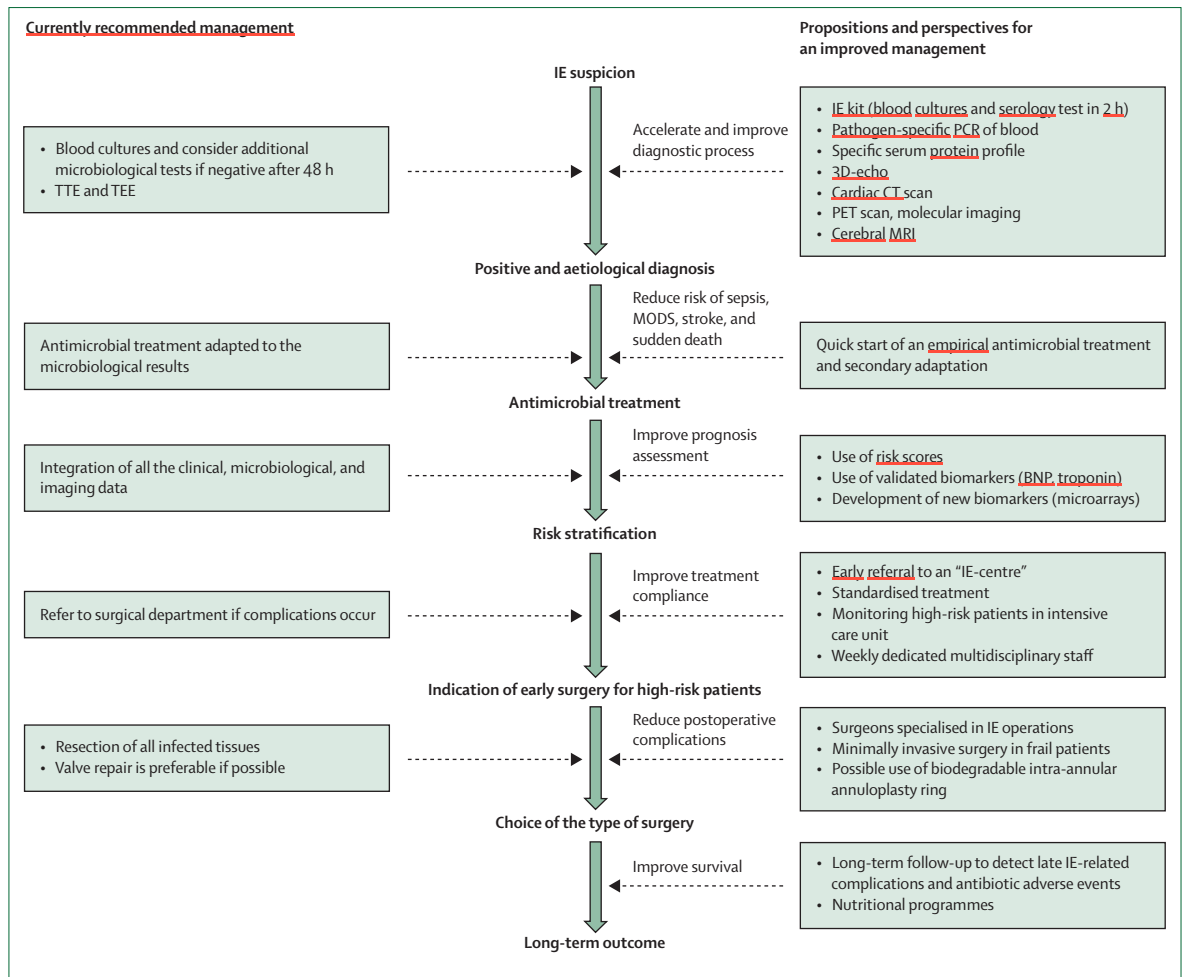 Currently recommended management
Propositions and perspectives for
an improved management
IE suspicion
• Blood cultures and consider additional
microbiological tests if negative after 48 h
• TTE and TEE
Accelerate and improve
diagnostic process
• IE kit (blood cultures and serology test in 2 h)
• Pathogen-specific PCR of blood
• Specific serum protein profile
• 3D-echo
• Cardiac CT scan
• PET scan, molecular imaging
• Cerebral MRI
Positive and aetiological diagnosis
Antimicrobial treatment adapted to the
microbiological results
Reduce risk of sepsis,
MODS, stroke, and
sudden death
Quick start of an empirical antimicrobial treatment
and secondary adaptation
Antimicrobial treatment
Integration of all the clinical, microbiological, and
imaging data
Improve prognosis
assessment
• Use of risk scores
• Use of validated biomarkers (BNP, troponin)
• Development of new biomarkers (microarrays)
Risk stratification
Refer to surgical department if complications occur
Improve treatment
compliance
• Early referral to an “IE-centre”
• Standardised treatment
• Monitoring high-risk patients in intensive
care unit
• Weekly dedicated multidisciplinary staff
Indication of early surgery for high-risk patients
• Resection of all infected tissues
• Valve repair is preferable if possible
Reduce postoperative
complications
• Surgeons specialised in IE operations
• Minimally invasive surgery in frail patients
• Possible use of biodegradable intra-annular
annuloplasty ring
Choice of the type of surgery
Improve survival
• Long-term follow-up to detect late IE-related
complications and antibiotic adverse events
• Nutritional programmes
Long-term outcome